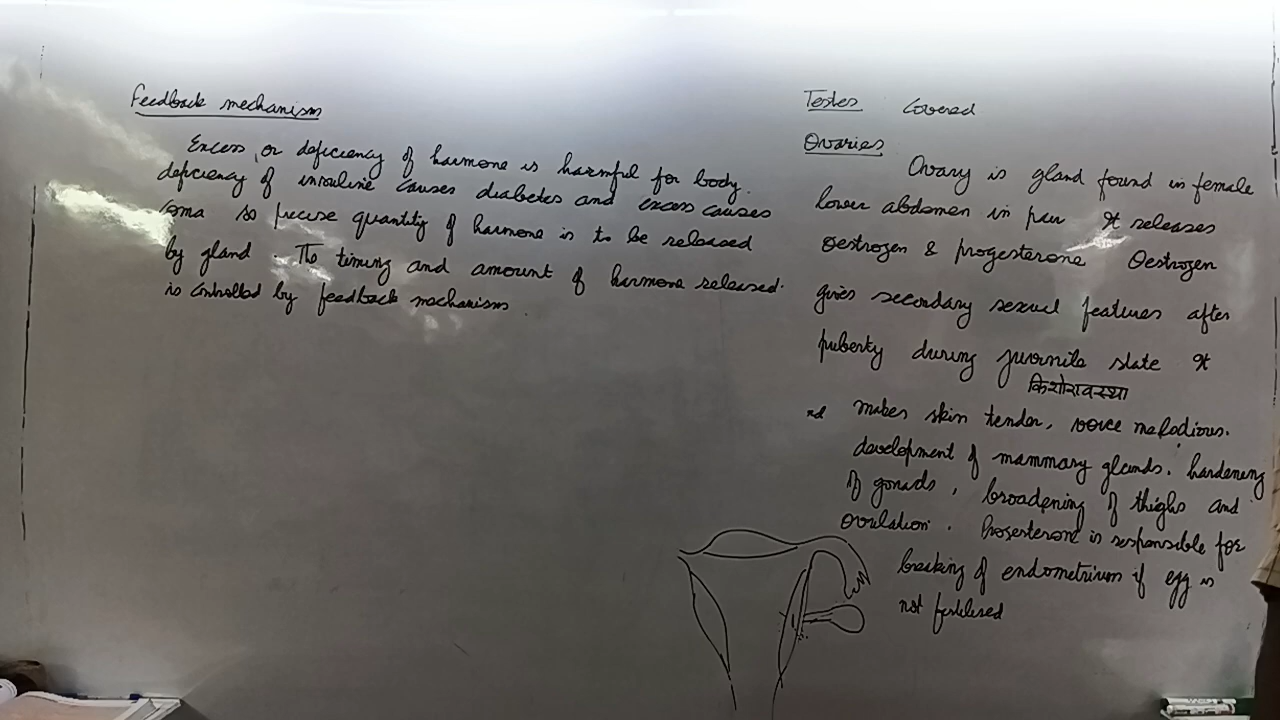 Feedback mechanism
Excess, or deficiency of harmone is harmful for body.
deficiency of insuline causes diabetes and excess causes
coma so precise quantity of harmone is to be released
by gland. The timing and amount of harmone released.
is controlled by feedback mechanism.
Testes Covered
Ovaries
Ovary is gland found in female
lower abdomen in pair It releases
oestrogen & progesterone Oestrogen
gives secondary sexual features after
puberty during juvenile state It
किशोरावस्था
makes skin tender, voice melodious.
development of mammary glands, hardening
of gonads, broadening of thighs and
ovulation. Progesterone is responsible for
breaking of endometrium if egg is
not fertilised